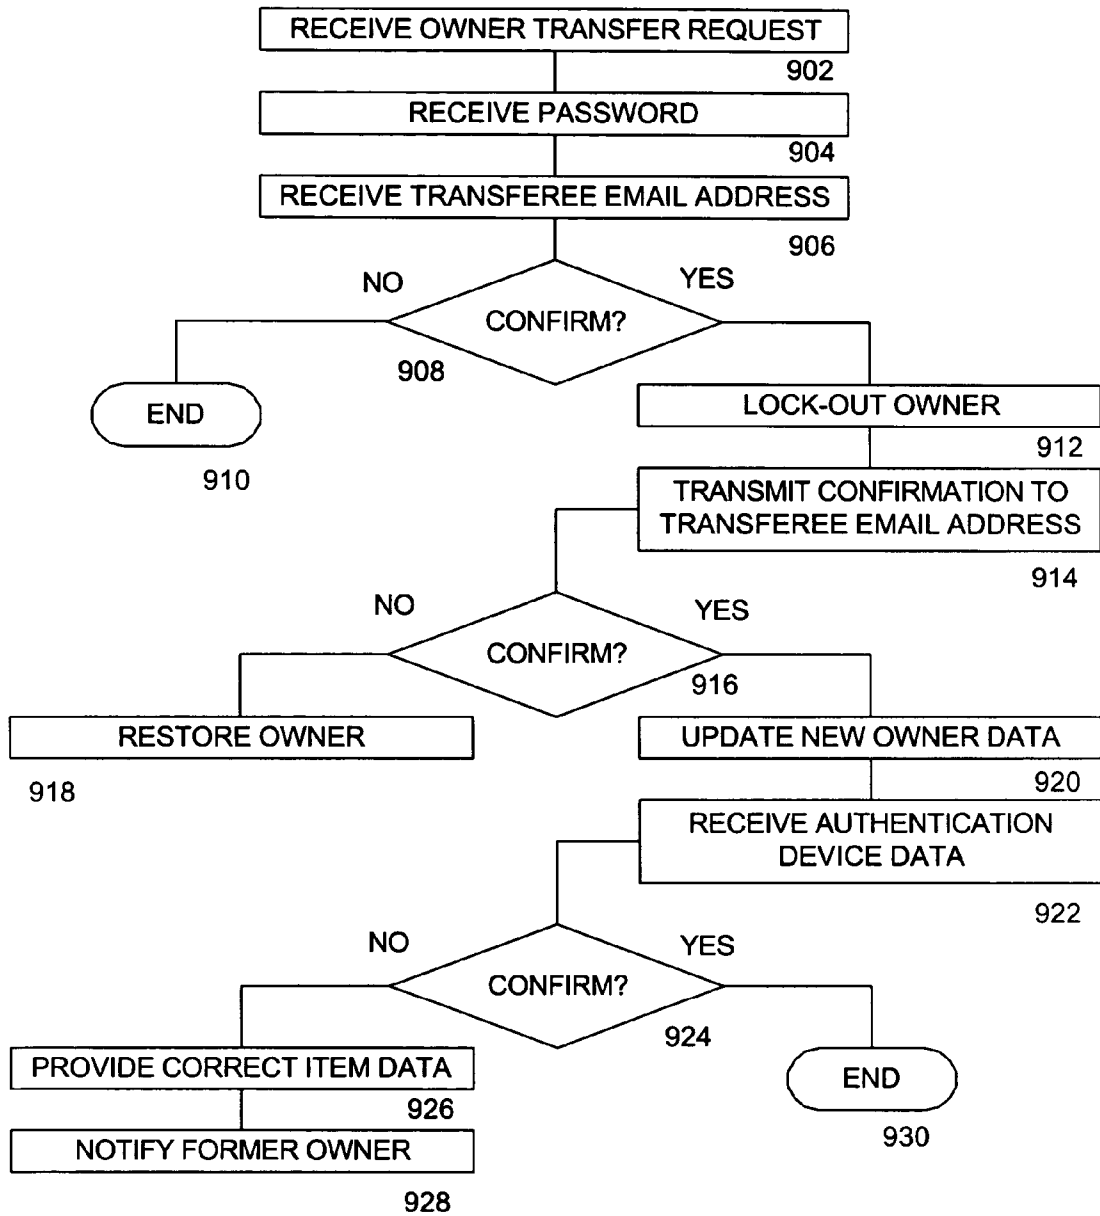 RECEIVE OWNER TRANSFER REQUEST
902
RECEIVE PASSWORD
904
RECEIVE TRANSFEREE EMAIL ADDRESS
906
NO
YES
CONFIRM?
908
END
910
LOCK-OUT OWNER
912
TRANSMIT CONFIRMATION TO
TRANSFEREE EMAIL ADDRESS
914
NO
YES
CONFIRM?
916
RESTORE OWNER
918
UPDATE NEW OWNER DATA
920
RECEIVE AUTHENTICATION
DEVICE DATA
922
NO
YES
CONFIRM?
924
PROVIDE CORRECT ITEM DATA
926
NOTIFY FORMER OWNER
928
END
930